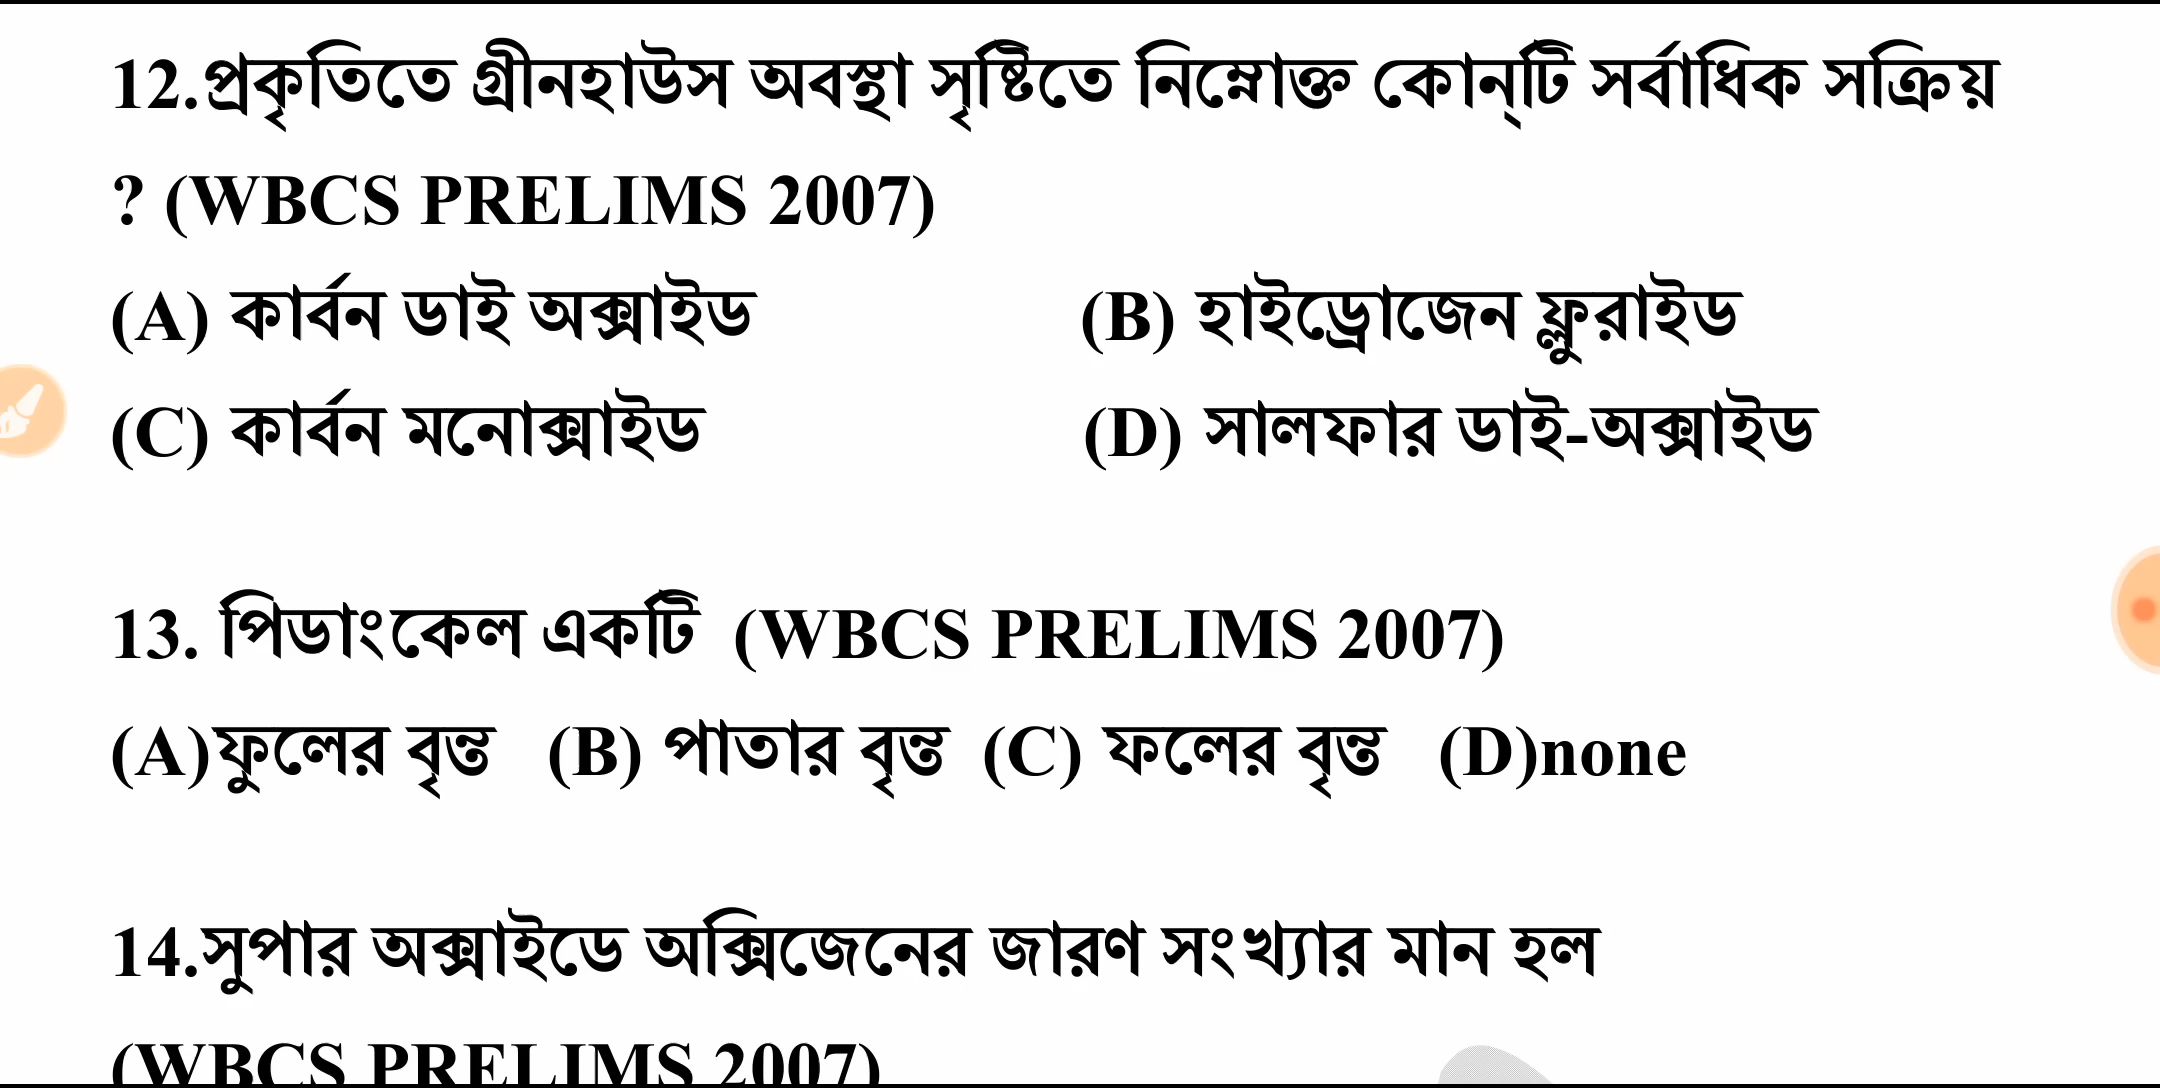 12.প্রকৃতিতে গ্রীনহাউস অবস্থা সৃষ্টিতে নিম্নোক্ত কোন্‌টি সর্বাধিক সক্রিয়
? (WBCS PRELIMS 2007)
(A) কার্বন ডাই অক্সাইড (B) হাইড্রোজেন ফ্লুরাইড
(C) কার্বন মনোক্সাইড (D) সালফার ডাই-অক্সাইড
13. পিডাংকেল একটি (WBCS PRELIMS 2007)
(A)ফুলের বৃন্ত (B) পাতার বৃন্ত (C) ফলের বৃন্ত (D)none
14.সুপার অক্সাইডে অক্সিজেনের জারণ সংখ্যার মান হল
(WBCS PRELIMS 2007)